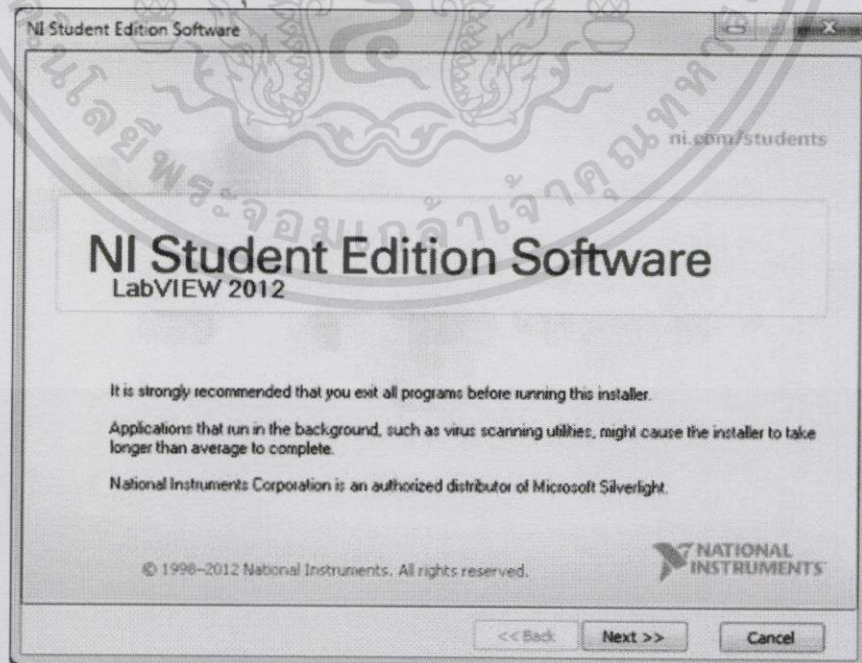 NI Student Edition Software
ni.com/students
NI Student Edition Software
LabVIEW 2012
It is strongly recommended that you exit all programs before running this installer.
Applications that run in the background, such as virus scanning utilities, might cause the installer to take
longer than average to complete.
National Instruments Corporation is an authorized distributor of Microsoft Silverlight.
© 1998–2012 National Instruments. All rights reserved.
NATIONAL
INSTRUMENTS
<< Back
Next >>
Cancel